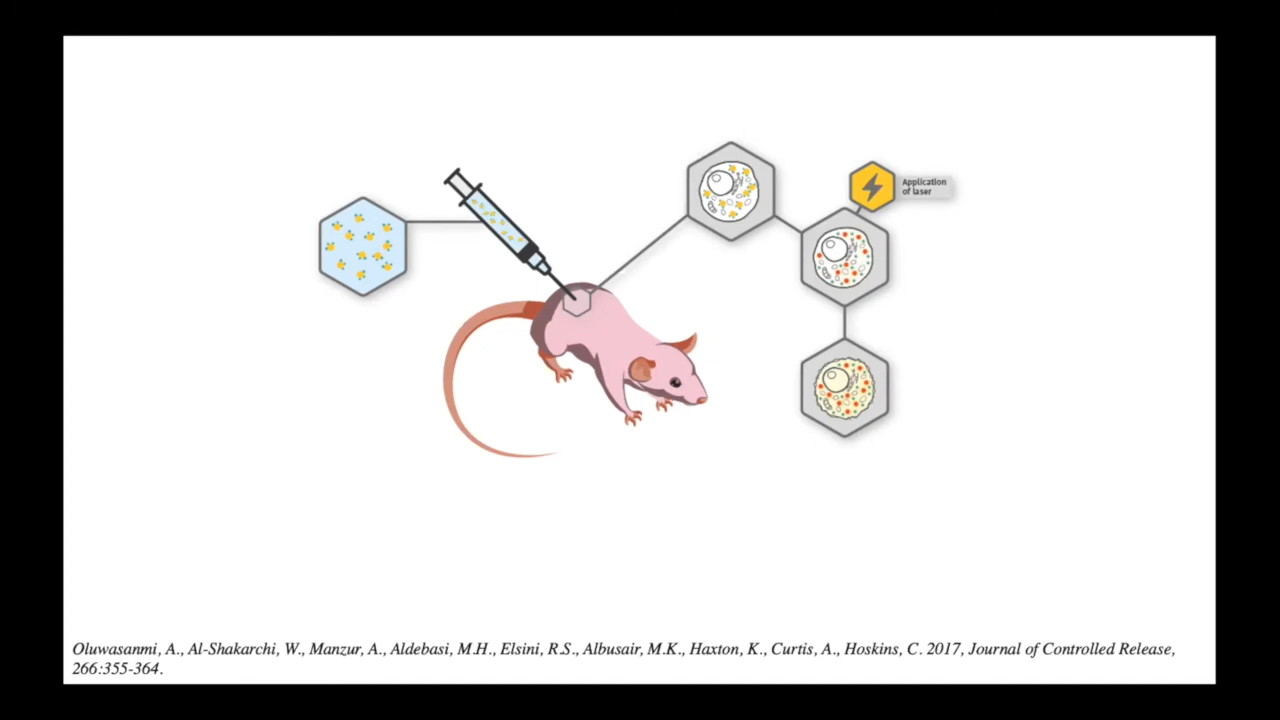 Application
of laser
Oluwasanmi, A., Al-Shakarchi, W., Manzur, A., Aldebasi, M.H., Elsini, R.S., Albusair, M.K., Haxton, K., Curtis, A., Hoskins, C. 2017, Journal of Controlled Release,
266:355-364.